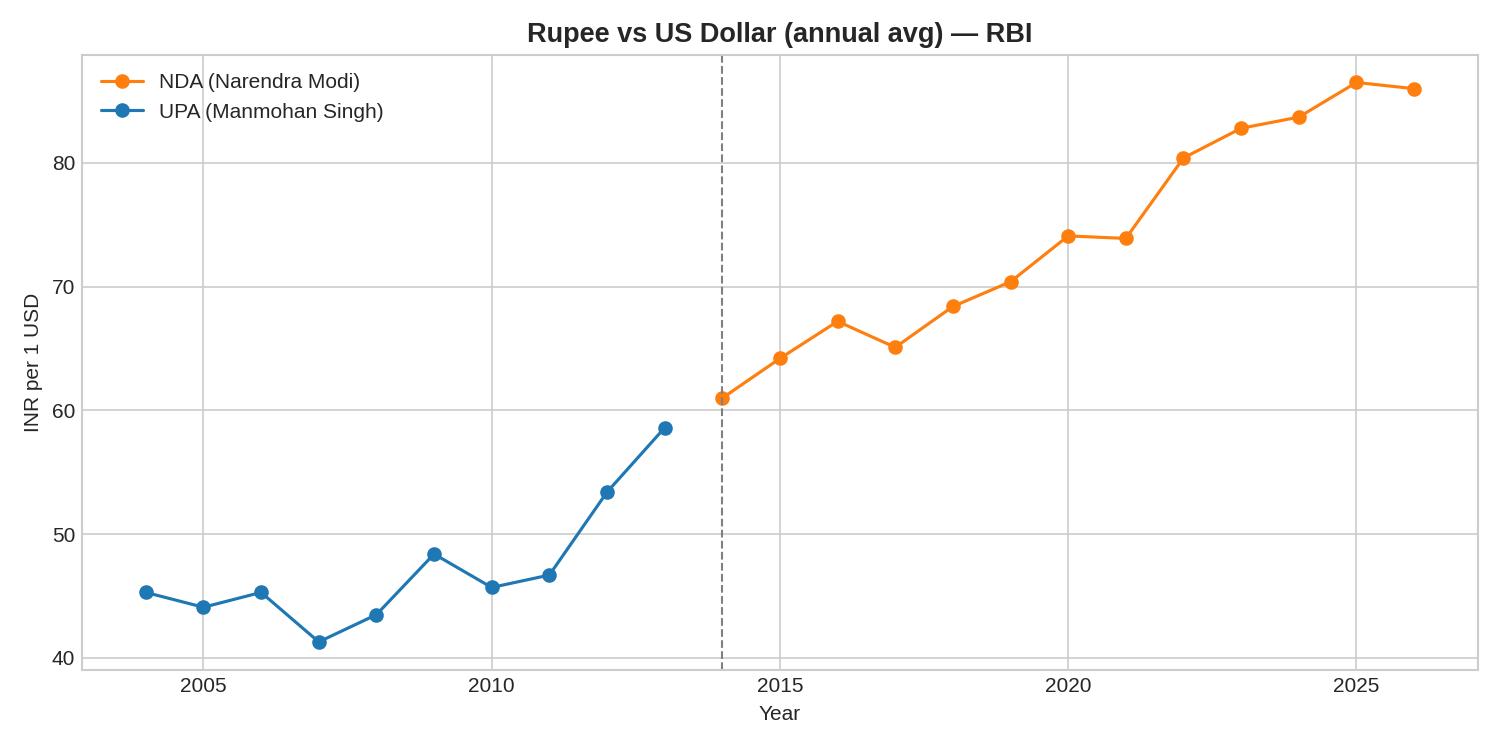 Rupee vs US Dollar (annual avg) — RBI
NDA (Narendra Modi)
UPA (Manmohan Singh)
INR per 1 USD
80
70
60
50
40
2005 2010 2015 2020 2025
Year